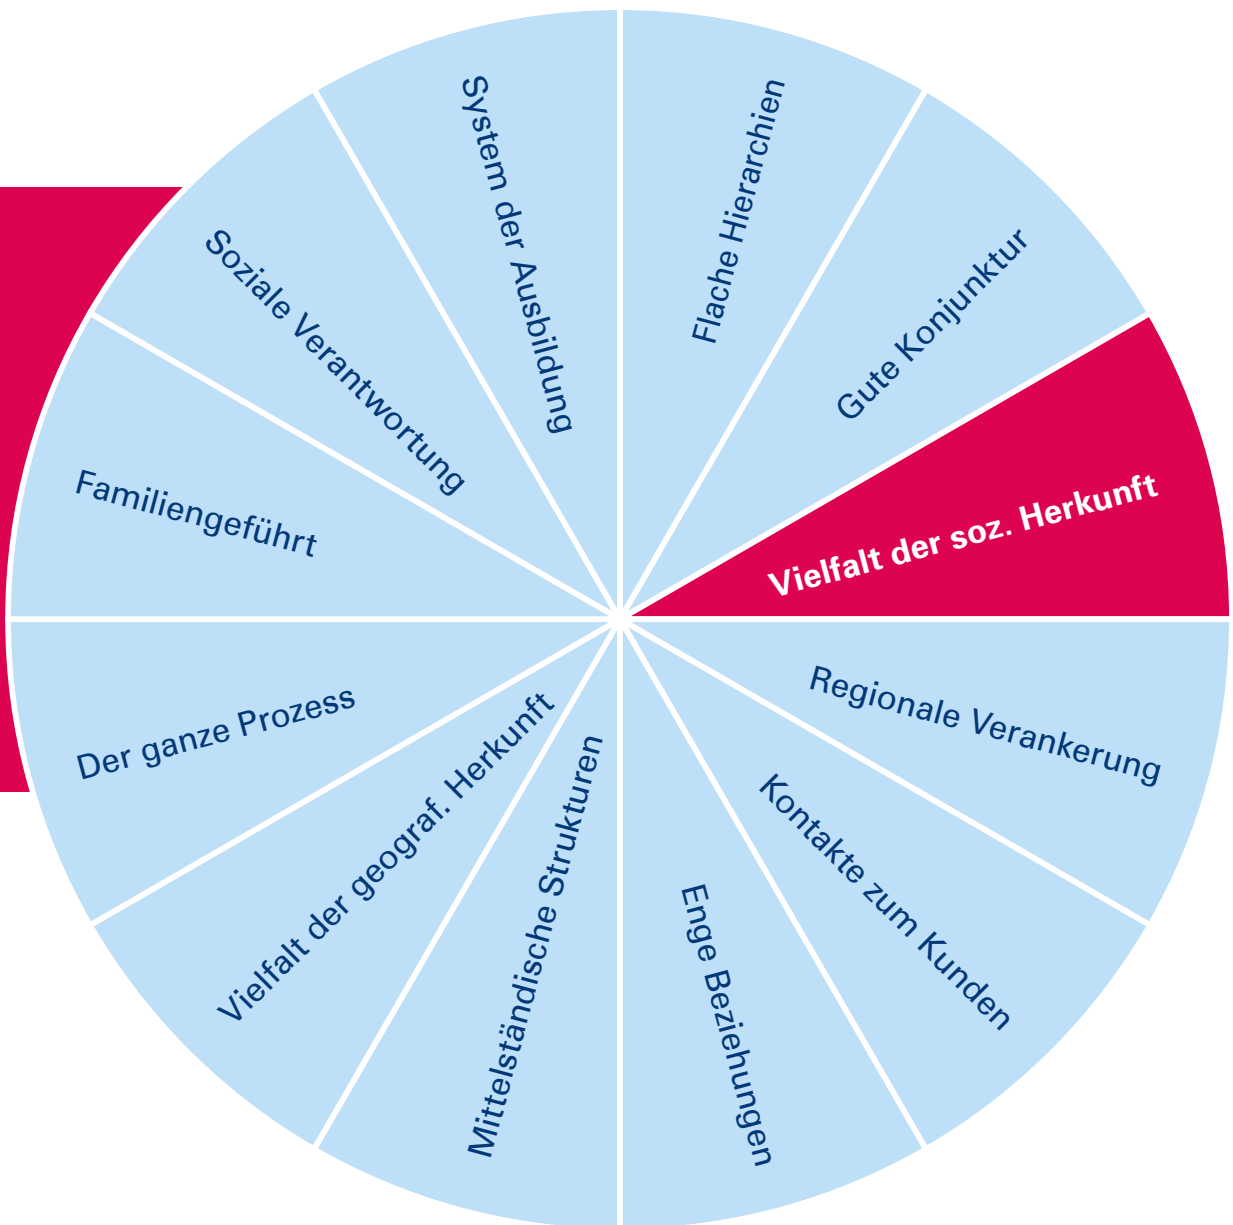 Flache Hierarchien
Gute Konjunktur
Vielfalt der soz. Herkunft
Regionale Verankerung
Kontakte zum Kunden
Enge Beziehungen
Mittelständische Strukturen
Vielfalt der geograf. Herkunft
Der ganze Prozess
Familiengeführt
Soziale Verantwortung
System der Ausbildung